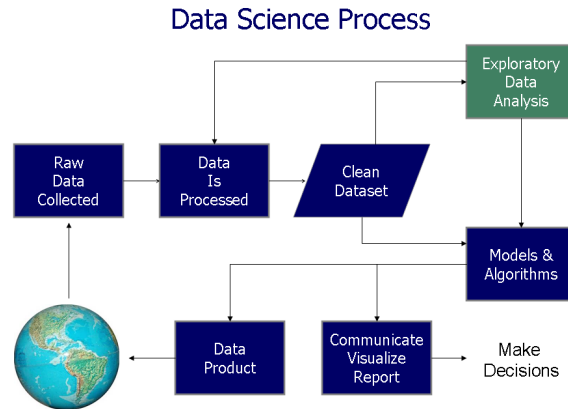 Data Science Process
Exploratory
Data
Analysis
Raw
Data
Collected
Data
Is
Processed
Clean
Dataset
Models &
Algorithms
Data
Product
Communicate
Visualize
Report
Make
Decisions